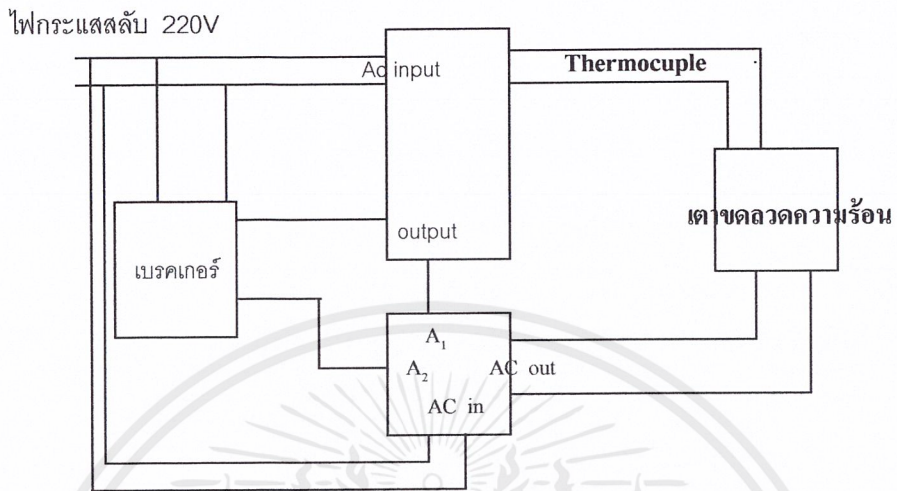 ไฟกระแสสลับ 220V
Ac input
Thermocuple
เตาขดลวดความร้อน
output
เบรคเกอร์
A₁
A₂
AC out
AC in